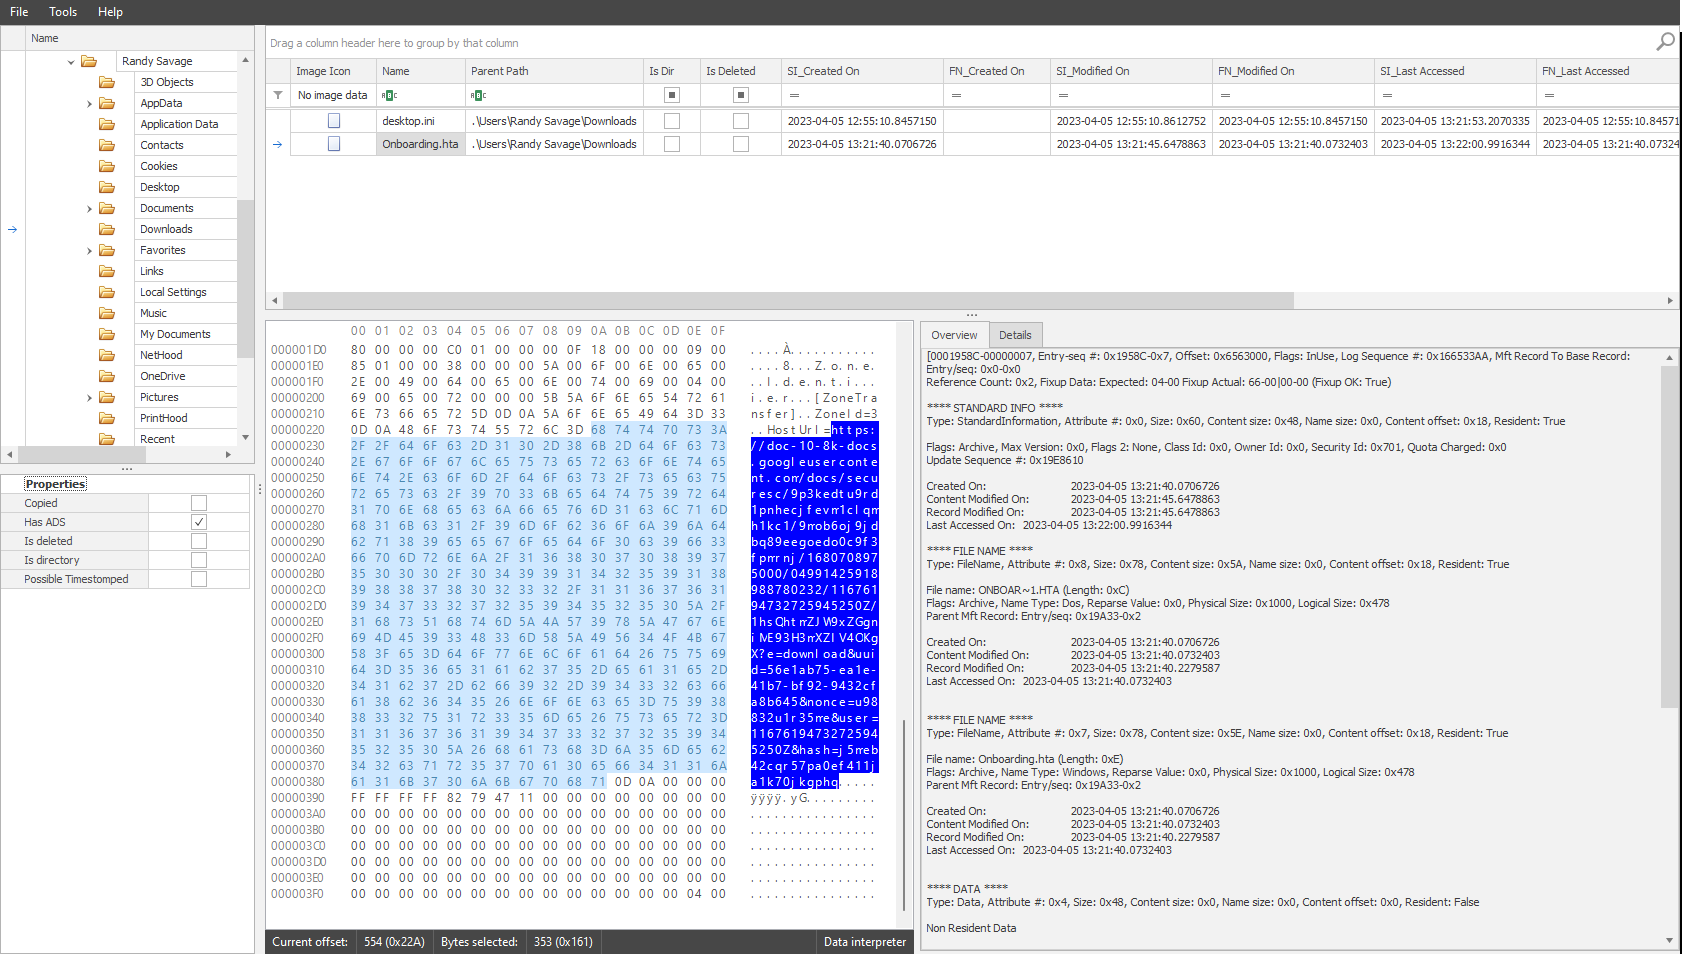 File Tools Help
Name
Randy Savage
3D Objects
AppData
Application Data
Contacts
Cookies
Desktop
Documents
Downloads
Favorites
Links
Local Settings
Music
My Documents
NetHood
OneDrive
Pictures
PrintHood
Recent
Properties
Copied
Has ADS
Is deleted
Is directory
Possible Timestomped
Drag a column header here to group by that column
Image Icon Name Parent Path Is Dir Is Deleted SI_Created On FN_Created On SI_Modified On FN_Modified On SI_Last Accessed FN_Last Accessed
No image data ABC ABC = = = = = =
desktop.ini .\Users\Randy Savage\Downloads 2023-04-05 12:55:10.8457150 2023-04-05 12:55:10.8612752 2023-04-05 12:55:10.8457150 2023-04-05 13:21:53.2070335 2023-04-05 12:55:10.84571
Onboarding.hta .\Users\Randy Savage\Downloads 2023-04-05 13:21:40.0706726 2023-04-05 13:21:45.6478863 2023-04-05 13:21:40.0732403 2023-04-05 13:22:00.9916344 2023-04-05 13:21:40.07324
00 01 02 03 04 05 06 07 08 09 0A 0B 0C 0D 0E 0F
000001D0 80 00 00 00 C0 01 00 00 00 0F 18 00 00 00 09 00 ....À...........
000001E0 85 01 00 00 38 00 00 00 5A 00 6F 00 6E 00 65 00 ....8...Z.o.n.e.
000001F0 2E 00 49 00 64 00 65 00 6E 00 74 00 69 00 04 00 ..I.d.e.n.t.i...
00000200 69 00 65 00 72 00 00 00 5B 5A 6F 6E 65 54 72 61 i.e.r...[ZoneTra
00000210 6E 73 66 65 72 5D 0D 0A 5A 6F 6E 65 49 64 3D 33 nsfer]..ZoneId=3
00000220 0D 0A 48 6F 73 74 55 72 6C 3D 68 74 74 70 73 3A ..HostUrl=https:
00000230 2F 2F 64 6F 63 2D 31 30 2D 38 6B 2D 64 6F 63 73 //doc-10-8k-docs
00000240 2E 67 6F 6F 67 6C 65 75 73 65 72 63 6F 6E 74 65 .googleuserconte
00000250 6E 74 2E 63 6F 6D 2F 64 6F 63 73 2F 73 65 63 75 nt.com/docs/secu
00000260 72 65 73 63 2F 39 70 33 6B 65 64 74 75 39 72 64 resc/9p3kedtu9rd
00000270 31 70 6E 68 65 63 6A 66 65 76 6D 31 63 6C 71 6D 1pnhecjfevm1clqm
00000280 68 31 6B 63 31 2F 39 6D 6F 62 36 6F 6A 39 6A 64 h1kc1/9mob6oj9jd
00000290 62 71 38 39 65 65 67 6F 65 64 6F 30 63 39 66 33 bq89eegoedo0c9f3
000002A0 66 70 6D 72 6E 6A 2F 31 36 38 30 37 30 38 39 37 fpmrnj/168070897
000002B0 35 30 30 30 2F 30 34 39 39 31 34 32 35 39 31 38 5000/04991425918
000002C0 39 38 38 37 38 30 32 33 32 2F 31 31 36 37 36 31 988780232/116761
000002D0 39 34 37 33 32 37 32 35 39 34 35 32 35 30 5A 2F 94732725945250Z/
000002E0 31 68 73 51 68 74 6D 5A 4A 57 39 78 5A 47 67 6E 1hsQhtmZJW9xZGgn
000002F0 69 4D 45 39 33 48 33 6D 58 5A 49 56 34 4F 4B 67 iME93H3mXZIV4OKg
00000300 58 3F 65 3D 64 6F 77 6E 6C 6F 61 64 26 75 75 69 X?e=download&uui
00000310 64 3D 35 36 65 31 61 62 37 35 2D 65 61 31 65 2D d=56e1ab75-ea1e-
00000320 34 31 62 37 2D 62 66 39 32 2D 39 34 33 32 63 66 41b7-bf92-9432cf
00000330 61 38 62 36 34 35 26 6E 6F 6E 63 65 3D 75 39 38 a8b645&nonce=u98
00000340 38 33 32 75 31 72 33 35 6D 65 26 75 73 65 72 3D 832u1r35me&user=
00000350 31 31 36 37 36 31 39 34 37 33 32 37 32 35 39 34 1167619473272594
00000360 35 32 35 30 5A 26 68 61 73 68 3D 6A 35 6D 65 62 5250Z&hash=j5meb
00000370 34 32 63 71 72 35 37 70 61 30 65 66 34 31 31 6A 42cqr57pa0ef411j
00000380 61 31 6B 37 30 6A 6B 67 70 68 71 0D 0A 00 00 00 a1k70jkgphq.....
00000390 FF FF FF FF 82 79 47 11 00 00 00 00 00 00 00 00 ÿÿÿÿ.yG.........
000003A0 00 00 00 00 00 00 00 00 00 00 00 00 00 00 00 00 ................
000003B0 00 00 00 00 00 00 00 00 00 00 00 00 00 00 00 00 ................
000003C0 00 00 00 00 00 00 00 00 00 00 00 00 00 00 00 00 ................
000003D0 00 00 00 00 00 00 00 00 00 00 00 00 00 00 00 00 ................
000003E0 00 00 00 00 00 00 00 00 00 00 00 00 00 00 00 00 ................
000003F0 00 00 00 00 00 00 00 00 00 00 00 00 00 00 04 00 ................
Current offset: 554 (0x22A) Bytes selected: 353 (0x161) Data interpreter
Overview Details
[0001958C-00000007, Entry-seq #: 0x1958C-0x7, Offset: 0x6563000, Flags: InUse, Log Sequence #: 0x166533AA, Mft Record To Base Record:
Entry/seq: 0x0-0x0
Reference Count: 0x2, Fixup Data: Expected: 04-00 Fixup Actual: 66-00|00-00 (Fixup OK: True)
**** STANDARD INFO ****
Type: StandardInformation, Attribute #: 0x0, Size: 0x60, Content size: 0x48, Name size: 0x0, Content offset: 0x18, Resident: True
Flags: Archive, Max Version: 0x0, Flags 2: None, Class Id: 0x0, Owner Id: 0x0, Security Id: 0x701, Quota Charged: 0x0
Update Sequence #: 0x19E8610
Created On: 2023-04-05 13:21:40.0706726
Content Modified On: 2023-04-05 13:21:45.6478863
Record Modified On: 2023-04-05 13:21:45.6478863
Last Accessed On: 2023-04-05 13:22:00.9916344
**** FILE NAME ****
Type: FileName, Attribute #: 0x8, Size: 0x78, Content size: 0x5A, Name size: 0x0, Content offset: 0x18, Resident: True
File name: ONBOAR~1.HTA (Length: 0xC)
Flags: Archive, Name Type: Dos, Reparse Value: 0x0, Physical Size: 0x1000, Logical Size: 0x478
Parent Mft Record: Entry/seq: 0x19A33-0x2
Created On: 2023-04-05 13:21:40.0706726
Content Modified On: 2023-04-05 13:21:40.0732403
Record Modified On: 2023-04-05 13:21:40.2279587
Last Accessed On: 2023-04-05 13:21:40.0732403
**** FILE NAME ****
Type: FileName, Attribute #: 0x7, Size: 0x78, Content size: 0x5E, Name size: 0x0, Content offset: 0x18, Resident: True
File name: Onboarding.hta (Length: 0xE)
Flags: Archive, Name Type: Windows, Reparse Value: 0x0, Physical Size: 0x1000, Logical Size: 0x478
Parent Mft Record: Entry/seq: 0x19A33-0x2
Created On: 2023-04-05 13:21:40.0706726
Content Modified On: 2023-04-05 13:21:40.0732403
Record Modified On: 2023-04-05 13:21:40.2279587
Last Accessed On: 2023-04-05 13:21:40.0732403
**** DATA ****
Type: Data, Attribute #: 0x4, Size: 0x48, Content size: 0x0, Name size: 0x0, Content offset: 0x0, Resident: False
Non Resident Data